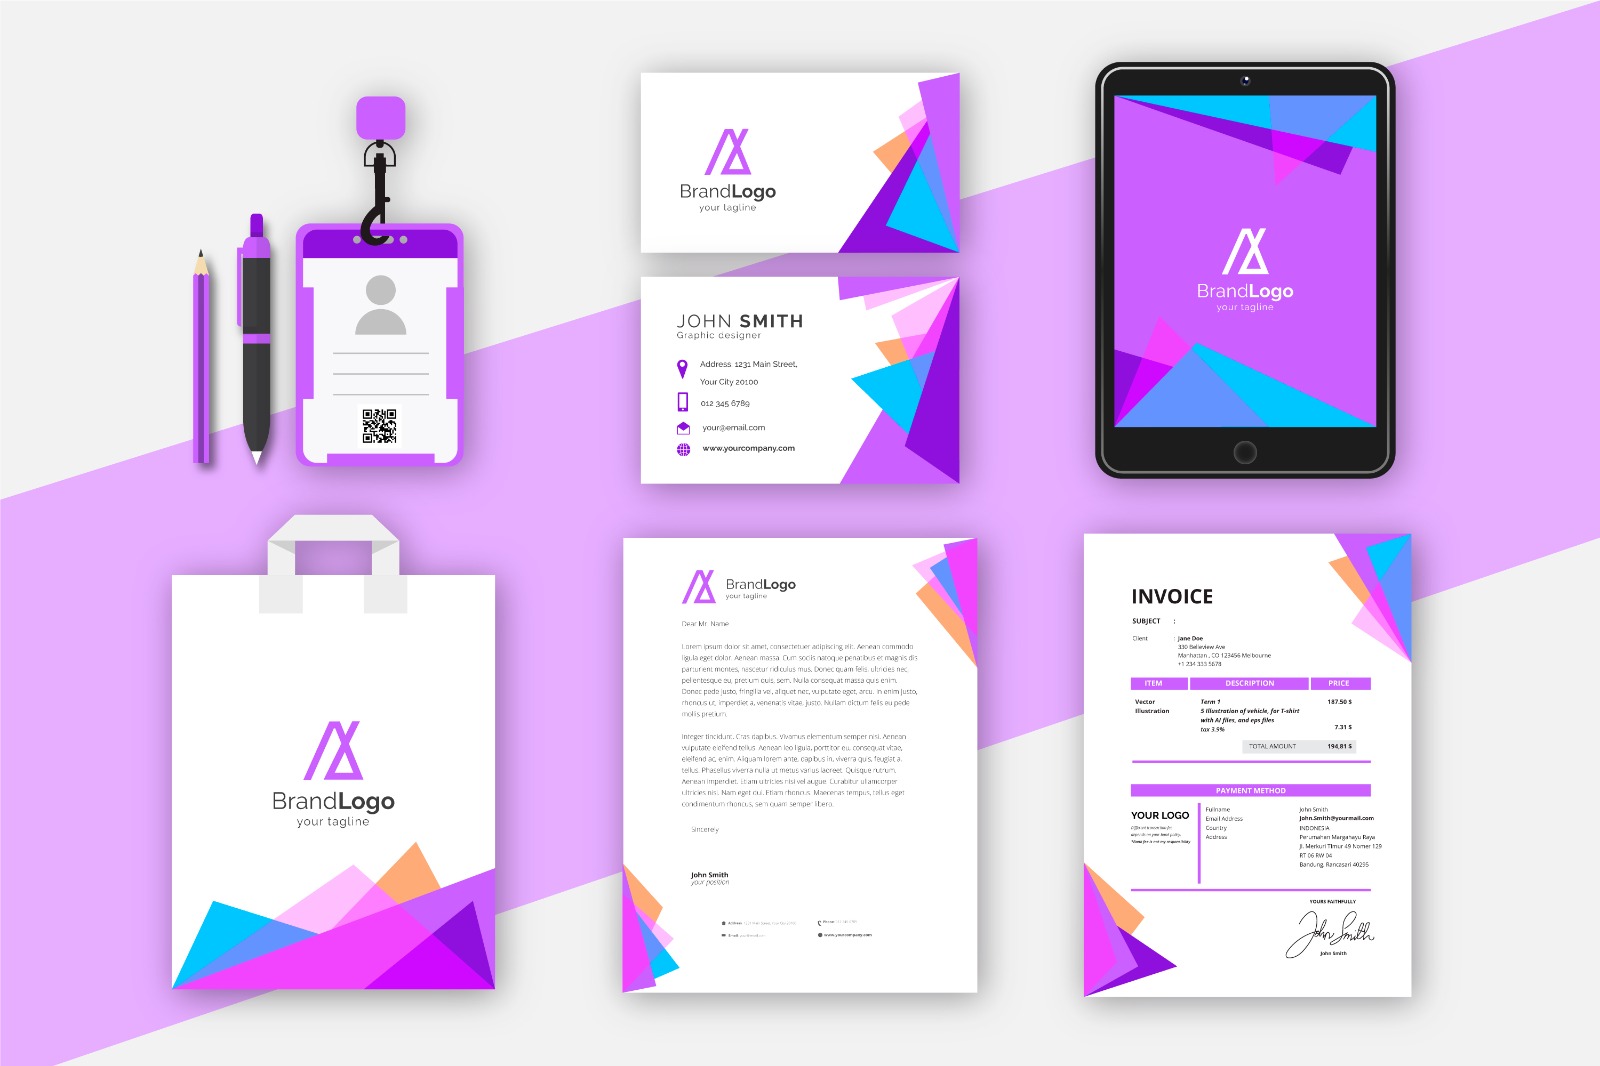 BrandLogo
your tagline
JOHN SMITH
Graphic designer
Address 1231 Main Street,
Your City 20100
012 345 6789
your@email.com
www.yourcompany.com
BrandLogo
your tagline
BrandLogo
your tagline
BrandLogo
your tagline
Dear Mr. Name
Lorem ipsum dolor sit amet, consectetuer adipiscing elit. Aenean commodo
ligula eget dolor. Aenean massa. Cum sociis natoque penatibus et magnis dis
parturient montes, nascetur ridiculus mus. Donec quam felis, ultricies nec,
pellentesque eu, pretium quis, sem. Nulla consequat massa quis enim.
Donec pede justo, fringilla vel, aliquet nec, vulputate eget, arcu. In enim justo,
rhoncus ut, imperdiet a, venenatis vitae, justo. Nullam dictum felis eu pede
mollis pretium.
Integer tincidunt. Cras dapibus. Vivamus elementum semper nisi. Aenean
vulputate eleifend tellus. Aenean leo ligula, porttitor eu, consequat vitae,
eleifend ac, enim. Aliquam lorem ante, dapibus in, viverra quis, feugiat a,
tellus. Phasellus viverra nulla ut metus varius laoreet. Quisque rutrum.
Aenean imperdiet. Etiam ultricies nisi vel augue. Curabitur ullamcorper
ultricies nisi. Nam eget dui. Etiam rhoncus. Maecenas tempus, tellus eget
condimentum rhoncus, sem quam semper libero.
Sincerely
John Smith
your position
Address
Phone
Email
www.yourcompany.com
INVOICE
SUBJECT :
Client : Jane Doe
330 Belleview Ave
Manhattan , CO 123456 Melbourne
+1 234 333 5678
ITEM DESCRIPTION PRICE
Vector Term 1 187.50 $
Illustration 5 Illustration of vehicle, for T-shirt
with AI files, and eps files
tax 3.9% 7.31 $
TOTAL AMOUNT 194,81 $
PAYMENT METHOD
YOUR LOGO
Fullname John Smith
Email Address John.Smith@yourmail.com
Country INDONESIA
Address Perumahan Margahayu Raya
Jl. Merkuri Timur 49 Nomer 129
RT 06 RW 04
Bandung, Rancasari 40295
YOURS FAITHFULLY
John Smith
John Smith